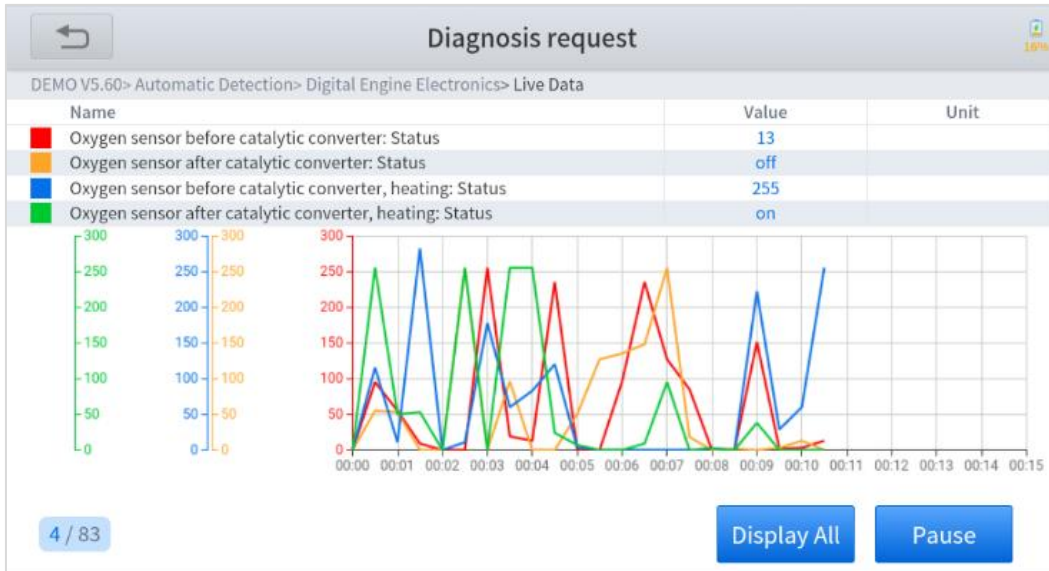 Diagnosis request
16%
DEMO V5.60> Automatic Detection> Digital Engine Electronics> Live Data
Name Value Unit
Oxygen sensor before catalytic converter: Status 13
Oxygen sensor after catalytic converter: Status off
Oxygen sensor before catalytic converter, heating: Status 255
Oxygen sensor after catalytic converter, heating: Status on
300 300 300 300
250 250 250 250
200 200 200 200
150 150 150 150
100 100 100 100
50 50 50 50
0 0 0 0
00:00 00:01 00:02 00:03 00:04 00:05 00:06 00:07 00:08 00:09 00:10 00:11 00:12 00:13 00:14 00:15
4 / 83 Display All Pause